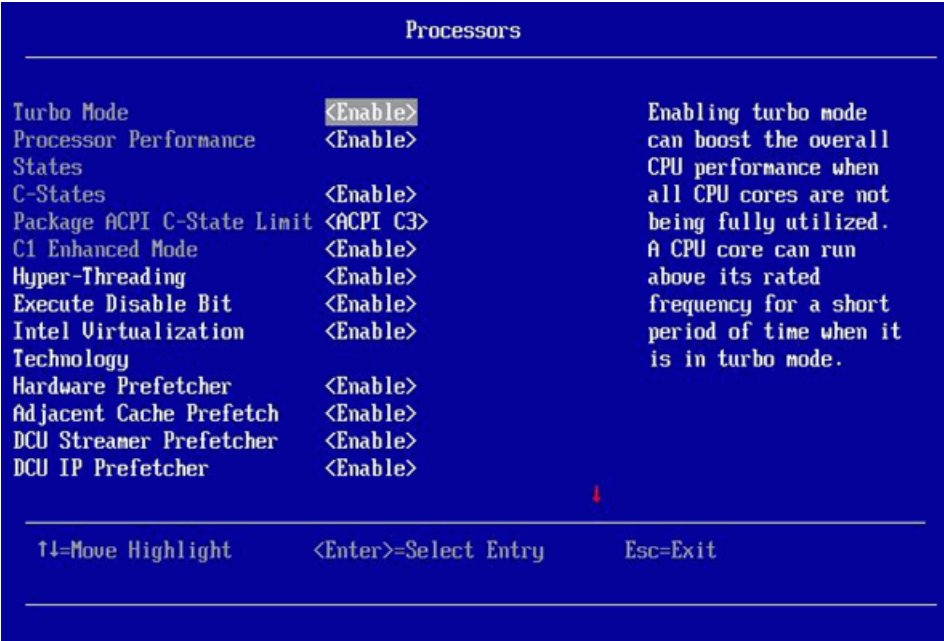 Processors
Turbo Mode <Enable>
Processor Performance <Enable>
States
C-States <Enable>
Package ACPI C-State Limit <ACPI C3>
C1 Enhanced Mode <Enable>
Hyper-Threading <Enable>
Execute Disable Bit <Enable>
Intel Virtualization <Enable>
Technology
Hardware Prefetcher <Enable>
Adjacent Cache Prefetch <Enable>
DCU Streamer Prefetcher <Enable>
DCU IP Prefetcher <Enable>
Enabling turbo mode
can boost the overall
CPU performance when
all CPU cores are not
being fully utilized.
A CPU core can run
above its rated
frequency for a short
period of time when it
is in turbo mode.
↓
↑↓=Move Highlight <Enter>=Select Entry Esc=Exit